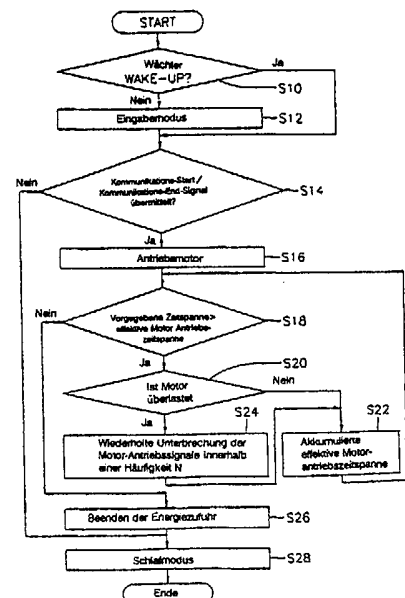 START
Wächter
WAKE-UP?
Ja
S10
Nein
Eingabemodus
S12
Nein
Kommunikations-Start /
Kommunikations-End-Signal
übermittelt?
S14
Ja
Antriebsmotor
S16
Nein
Vorgegebene Zeitspanne>
effektive Motor Antriebs-
zeitspanne
S18
Ja
S20
Ist Motor
überlastet
Nein
Ja
S24
S22
Wiederholte Unterbrechung der
Motor-Antriebssignale innerhalb
einer Häufigkeit N
Akkumulierte
effektive Motor-
antriebszeitspanne
Beenden der Energiezufuhr
S26
Schlafmodus
S28
Ende